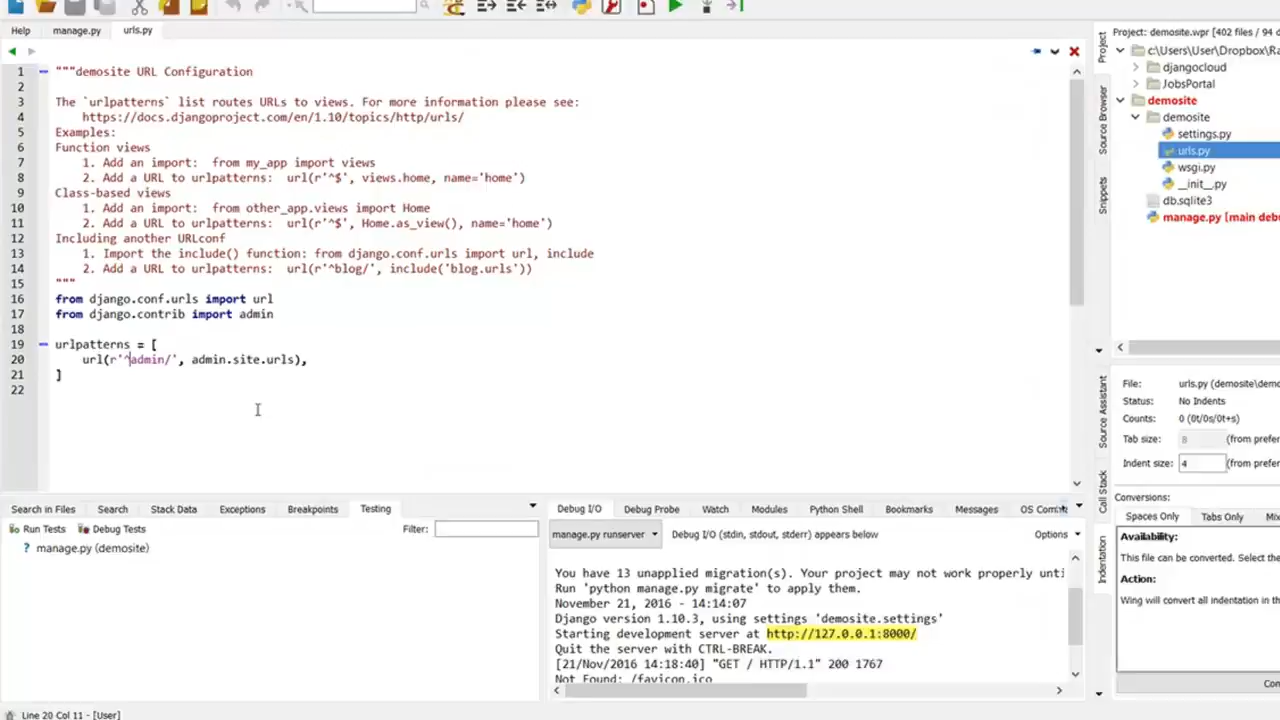 Help
manage.py
urls.py
1 """demosite URL Configuration
2
3 The `urlpatterns` list routes URLs to views. For more information please see:
4 https://docs.djangoproject.com/en/1.10/topics/http/urls/
5 Examples:
6 Function views
7 1. Add an import:  from my_app import views
8 2. Add a URL to urlpatterns:  url(r'^$', views.home, name='home')
9 Class-based views
10 1. Add an import:  from other_app.views import Home
11 2. Add a URL to urlpatterns:  url(r'^$', Home.as_view(), name='home')
12 Including another URLconf
13 1. Import the include() function: from django.conf.urls import url, include
14 2. Add a URL to urlpatterns:  url(r'^blog/', include('blog.urls'))
15 """
16 from django.conf.urls import url
17 from django.contrib import admin
18
19 urlpatterns = [
20 url(r'^admin/', admin.site.urls),
21 ]
22
Project
Source Browser
Snippets
Project: demosite.wpr [402 files / 94 d
c:\Users\User\Dropbox\Ra
djangocloud
JobsPortal
demosite
demosite
settings.py
urls.py
wsgi.py
__init__.py
db.sqlite3
manage.py [main debu
Source Assistant
Call Stack
Indentation
File: urls.py (demosite\demo
Status: No Indents
Counts: 0 (0t/0s/0t+s)
Tab size: 8 (from prefer
Indent size: 4 (from prefer
Conversions:
Spaces Only
Tabs Only
Mix
Availability:
This file can be converted. Select the
Action:
Wing will convert all indentation in th
Con
Search in Files
Search
Stack Data
Exceptions
Breakpoints
Testing
Run Tests
Debug Tests
Filter:
? manage.py (demosite)
Debug I/O
Debug Probe
Watch
Modules
Python Shell
Bookmarks
Messages
manage.py runserver
Debug I/O (stdin, stdout, stderr) appears below
Options
You have 13 unapplied migration(s). Your project may not work properly unti
Run 'python manage.py migrate' to apply them.
November 21, 2016 - 14:14:07
Django version 1.10.3, using settings 'demosite.settings'
Starting development server at http://127.0.0.1:8000/
Quit the server with CTRL-BREAK.
[21/Nov/2016 14:18:40] "GET / HTTP/1.1" 200 1767
Not Found: /favicon.ico
Line 20 Col 11 - [User]